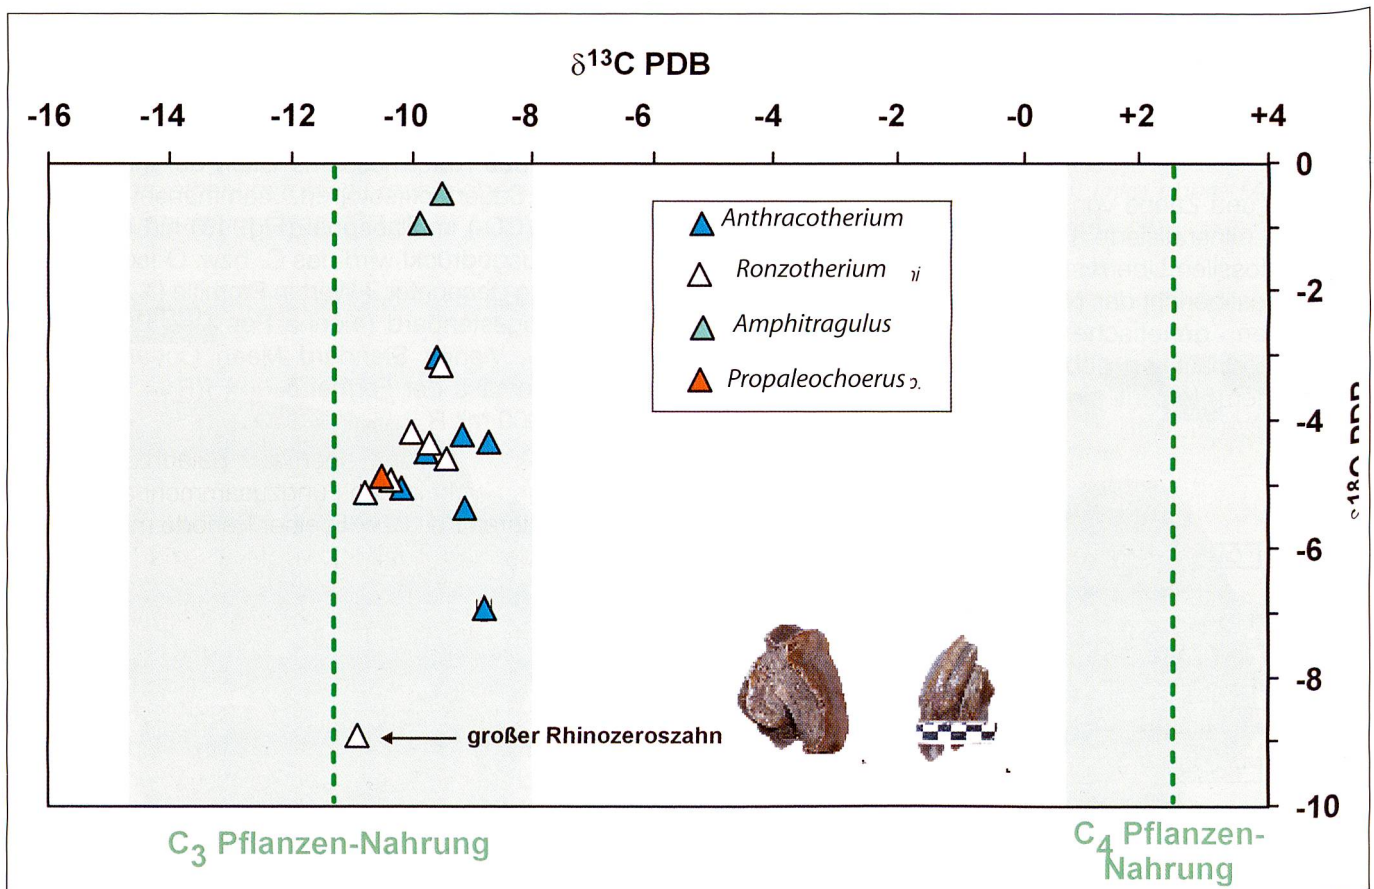 δ13C PDB
-16 -14 -12 -10 -8 -6 -4 -2 -0 +2 +4
0
Anthracotherium
Ronzotherium
-2
Amphitragulus
Propaleochoerus
-4
-6
-8
großer Rhinozeroszahn
-10
C3 Pflanzen-Nahrung
C4 Pflanzen-
Nahrung